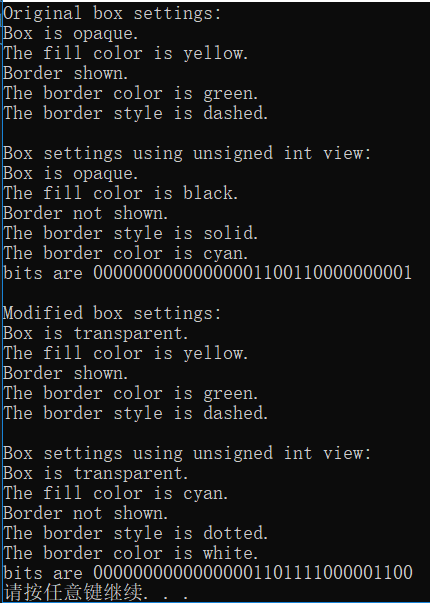 Original box settings:
Box is opaque.
The fill color is yellow.
Border shown.
The border color is green.
The border style is dashed.
Box settings using unsigned int view:
Box is opaque.
The fill color is black.
Border not shown.
The border style is solid.
The border color is cyan.
bits are 00000000000000001100110000000001
Modified box settings:
Box is transparent.
The fill color is yellow.
Border shown.
The border color is green.
The border style is dashed.
Box settings using unsigned int view:
Box is transparent.
The fill color is cyan.
Border not shown.
The border style is dotted.
The border color is white.
bits are 00000000000000001101111000001100
请按任意键继续. . .